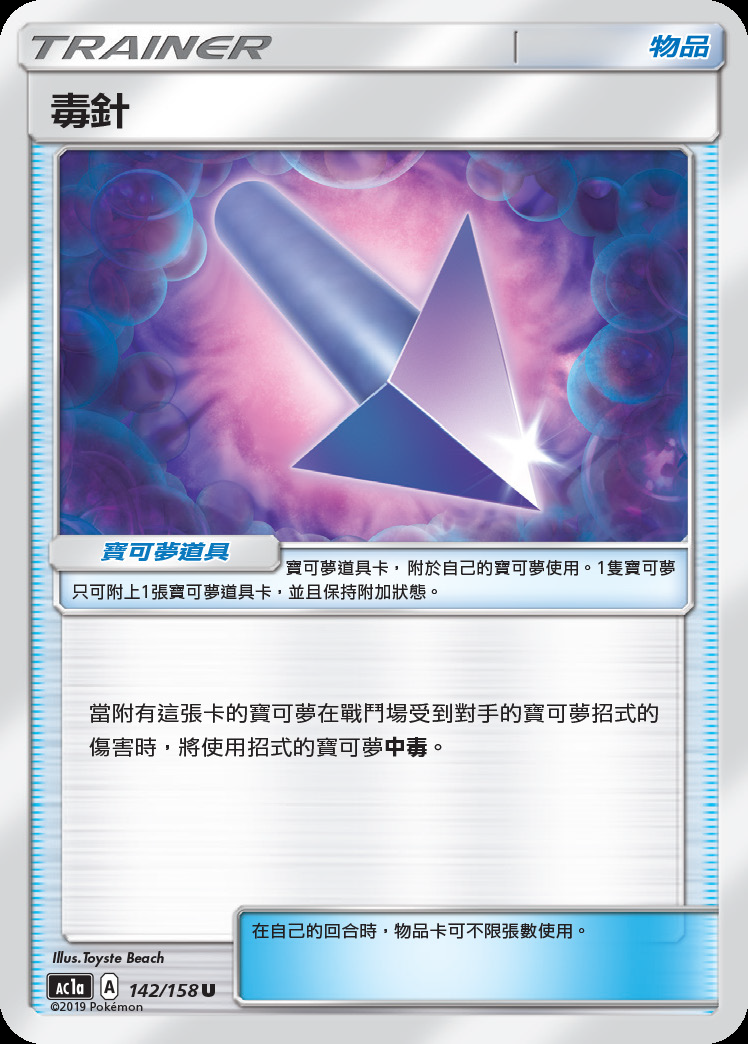 TRAINER
物品
毒針
寶可夢道具
寶可夢道具卡，附於自己的寶可夢使用。1隻寶可夢
只可附上1張寶可夢道具卡，並且保持附加狀態。
當附有這張卡的寶可夢在戰鬥場受到對手的寶可夢招式的
傷害時，將使用招式的寶可夢中毒。
在自己的回合時，物品卡可不限張數使用。
Illus. Toyste Beach
AC1a A 142/158 U
©2019 Pokémon